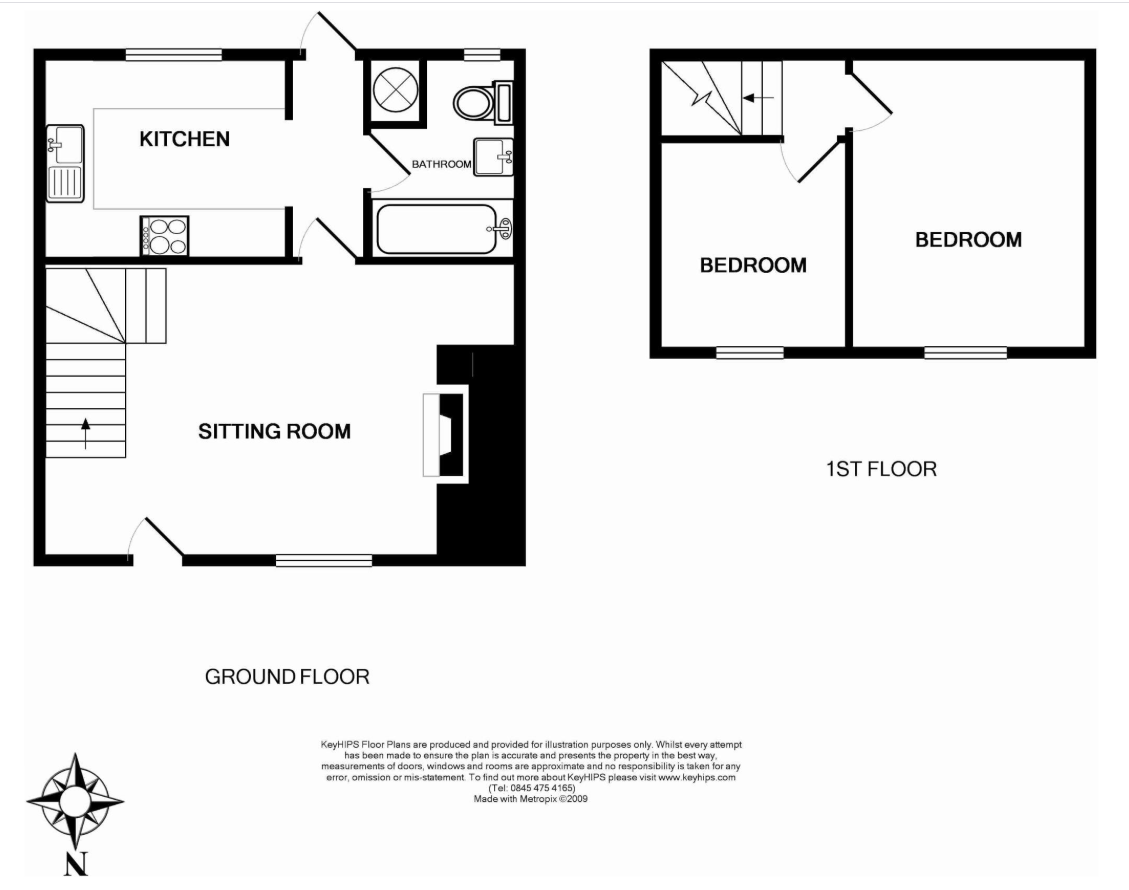 KITCHEN
BATHROOM
SITTING ROOM
BEDROOM
BEDROOM
1ST FLOOR
GROUND FLOOR
KeyHIPS Floor Plans are produced and provided for illustration purposes only. Whilst every attempt
has been made to ensure the plan is accurate and presents the property in the best way,
measurements of doors, windows and rooms are approximate and no responsibility is taken for any
error, omission or mis-statement. To find out more about KeyHIPS please visit www.keyhips.com
(Tel: 0845 475 4165)
Made with Metropix ©2009
N